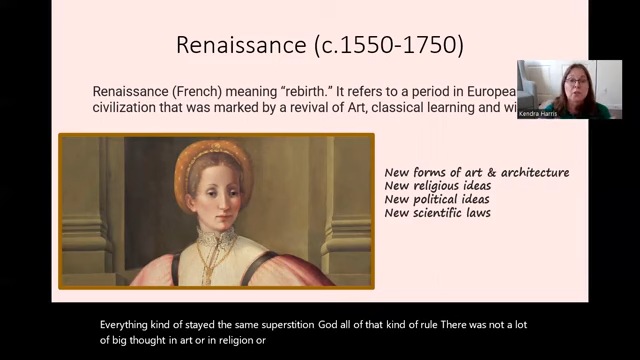 Renaissance (c.1550-1750)
Renaissance (French) meaning “rebirth.” It refers to a period in European
civilization that was marked by a revival of Art, classical learning and
Kendra Harris
New forms of art & architecture
New religious ideas
New political ideas
New scientific laws
Everything kind of stayed the same superstition God all of that kind of rule There was not a lot
of big thought in art or in religion or